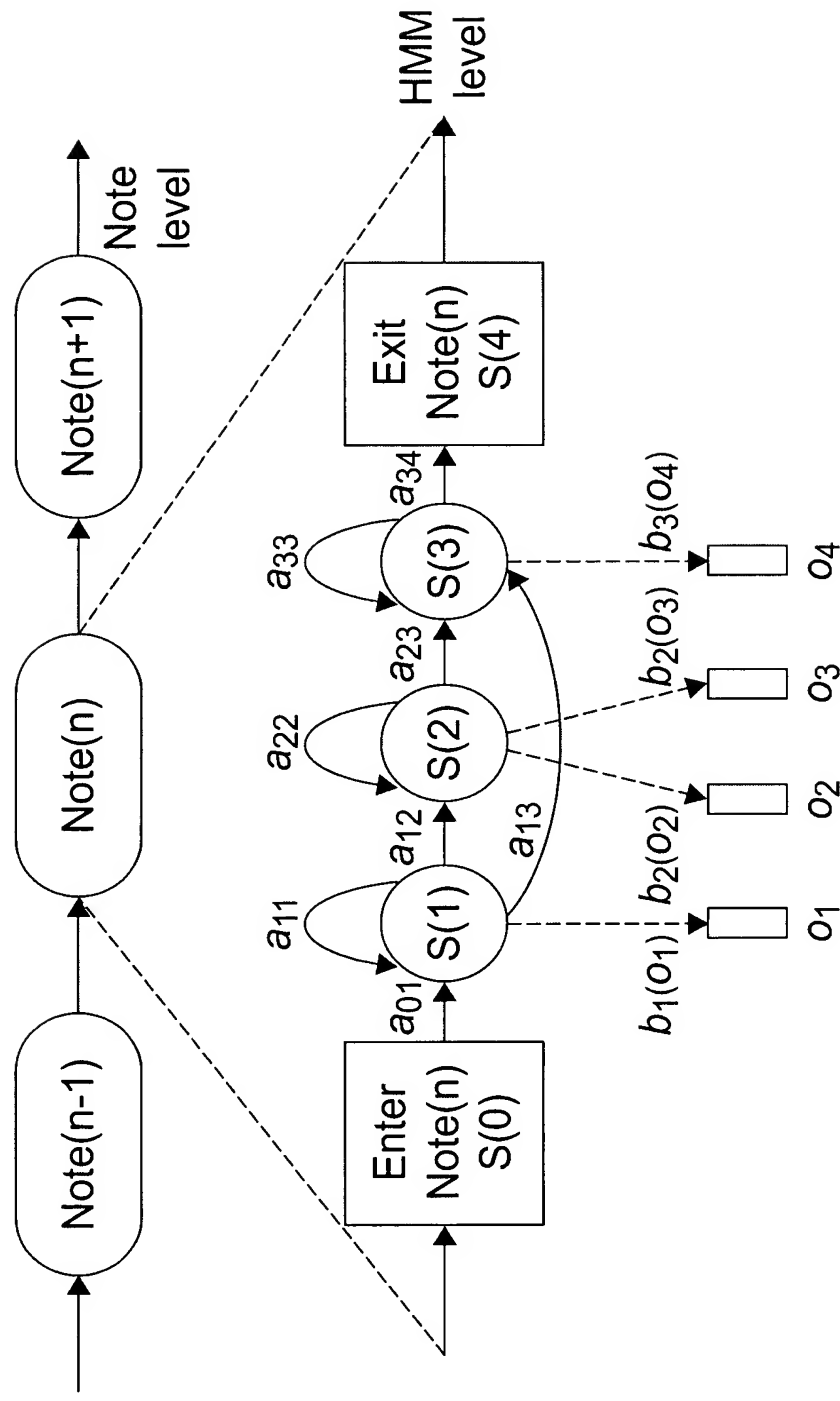 Note(n-1)
Note(n)
Note(n+1)
Note
level
HMM
level
Enter
Note(n)
S(0)
a01
a11
S(1)
a12
a22
S(2)
a23
a33
S(3)
a34
Exit
Note(n)
S(4)
a13
b1(o1)
b2(o2)
b2(o3)
b3(o4)
o1
o2
o3
o4